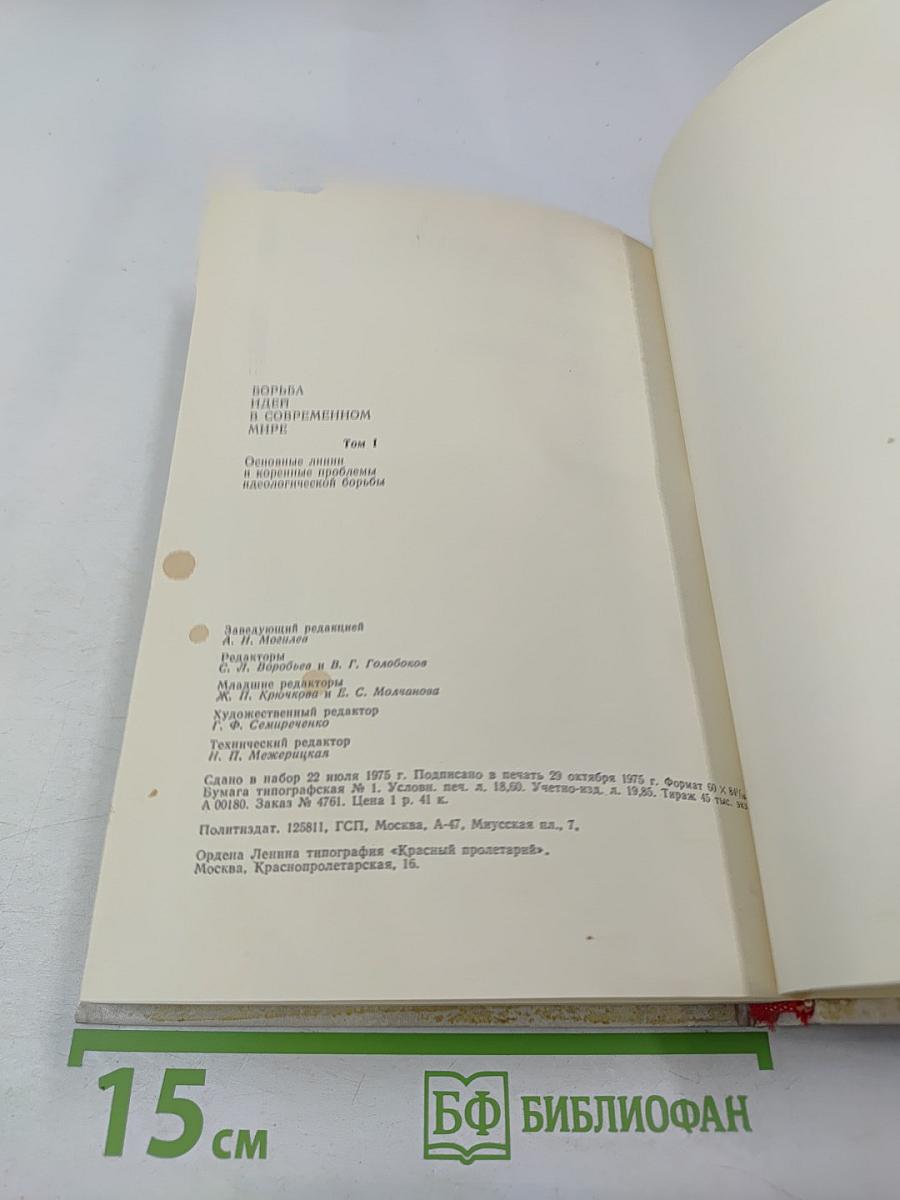 БОРЬБА
ИДЕЙ
В СОВРЕМЕННОМ
МИРЕ
Том 1
Основные линии
и коренные проблемы
идеологической борьбы
Заведующий редакцией
А. И. Могилев
Редакторы
С. Л. Воробьев и В. Г. Голобоков
Младшие редакторы
Ж. П. Крючкова и Е. С. Молчанова
Художественный редактор
Г. Ф. Семиреченко
Технический редактор
Н. П. Межерицкая
Сдано в набор 22 июля 1975 г. Подписано в печать 29 октября 1975 г. Формат 60 × 84¹/₁₆
Бумага типографская № 1. Условн. печ. л. 18,60. Учетно-изд. л. 19,85. Тираж 45 тыс. экз.
А 00180. Заказ № 4761. Цена 1 р. 41 к.
Политиздат. 125811, ГСП, Москва, А-47, Миусская пл., 7.
Ордена Ленина типография «Красный пролетарий».
Москва, Краснопролетарская, 16.
15 см
БФ БИБЛИОФАН